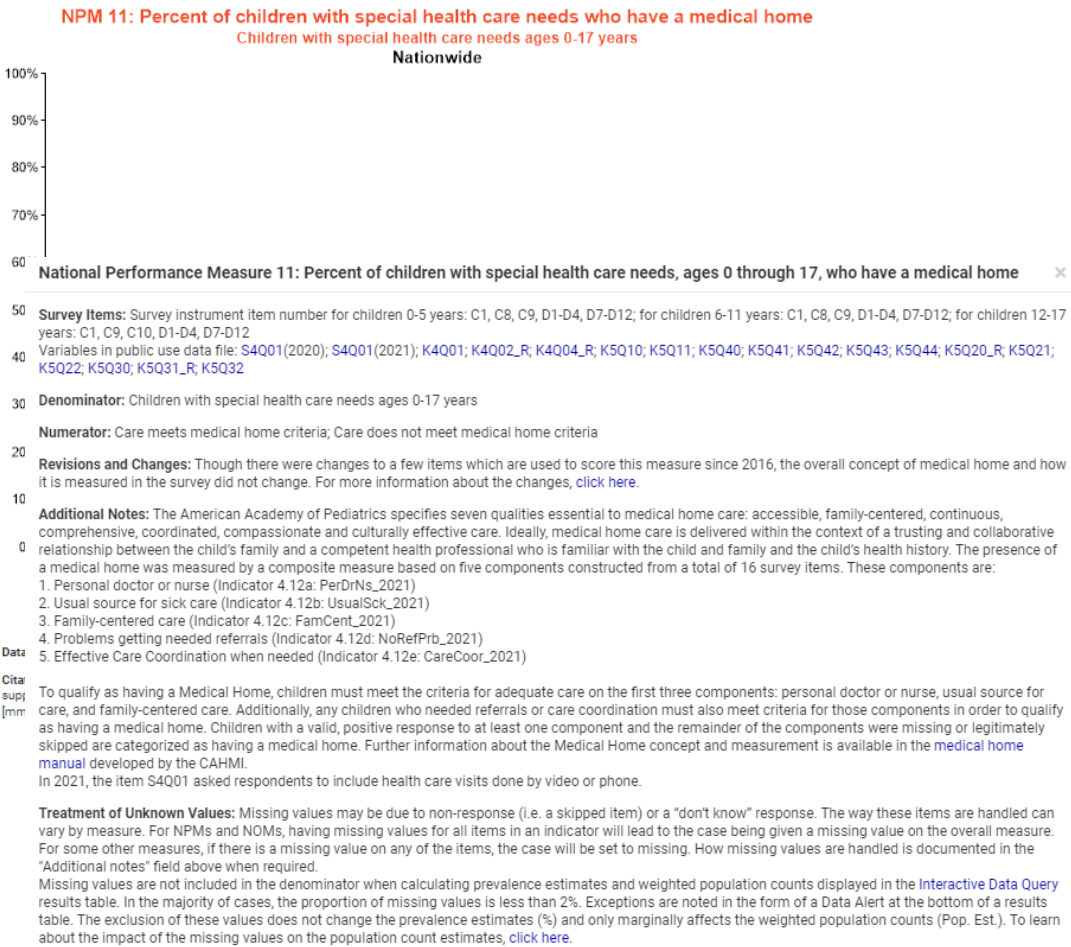 NPM 11: Percent of children with special health care needs who have a medical home
Children with special health care needs ages 0-17 years
Nationwide
100%
90%
80%
70%
60
National Performance Measure 11: Percent of children with special health care needs, ages 0 through 17, who have a medical home ×
50
Survey Items: Survey instrument item number for children 0-5 years: C1, C8, C9, D1-D4, D7-D12; for children 6-11 years: C1, C8, C9, D1-D4, D7-D12; for children 12-17
years: C1, C9, C10, D1-D4, D7-D12
Variables in public use data file: S4Q01(2020); S4Q01(2021); K4Q01; K4Q02_R; K4Q04_R; K5Q10; K5Q11; K5Q40; K5Q41; K5Q42; K5Q43; K5Q44; K5Q20_R; K5Q21;
40
K5Q22; K5Q30; K5Q31_R; K5Q32
30
Denominator: Children with special health care needs ages 0-17 years
Numerator: Care meets medical home criteria; Care does not meet medical home criteria
20
Revisions and Changes: Though there were changes to a few items which are used to score this measure since 2016, the overall concept of medical home and how
it is measured in the survey did not change. For more information about the changes, click here.
10
Additional Notes: The American Academy of Pediatrics specifies seven qualities essential to medical home care: accessible, family-centered, continuous,
comprehensive, coordinated, compassionate and culturally effective care. Ideally, medical home care is delivered within the context of a trusting and collaborative
0
relationship between the child's family and a competent health professional who is familiar with the child and family and the child's health history. The presence of
a medical home was measured by a composite measure based on five components constructed from a total of 16 survey items. These components are:
1. Personal doctor or nurse (Indicator 4.12a: PerDrNs_2021)
2. Usual source for sick care (Indicator 4.12b: UsualSck_2021)
3. Family-centered care (Indicator 4.12c: FamCent_2021)
4. Problems getting needed referrals (Indicator 4.12d: NoRefPrb_2021)
Data
5. Effective Care Coordination when needed (Indicator 4.12e: CareCoor_2021)
Cita
To qualify as having a Medical Home, children must meet the criteria for adequate care on the first three components: personal doctor or nurse, usual source for
supp
care, and family-centered care. Additionally, any children who needed referrals or care coordination must also meet criteria for those components in order to qualify
[mm
as having a medical home. Children with a valid, positive response to at least one component and the remainder of the components were missing or legitimately
skipped are categorized as having a medical home. Further information about the Medical Home concept and measurement is available in the medical home
manual developed by the CAHMI.
In 2021, the item S4Q01 asked respondents to include health care visits done by video or phone.
Treatment of Unknown Values: Missing values may be due to non-response (i.e. a skipped item) or a "don't know" response. The way these items are handled can
vary by measure. For NPMs and NOMs, having missing values for all items in an indicator will lead to the case being given a missing value on the overall measure.
For some other measures, if there is a missing value on any of the items, the case will be set to missing. How missing values are handled is documented in the
"Additional notes" field above when required.
Missing values are not included in the denominator when calculating prevalence estimates and weighted population counts displayed in the Interactive Data Query
results table. In the majority of cases, the proportion of missing values is less than 2%. Exceptions are noted in the form of a Data Alert at the bottom of a results
table. The exclusion of these values does not change the prevalence estimates (%) and only marginally affects the weighted population counts (Pop. Est.). To learn
about the impact of the missing values on the population count estimates, click here.